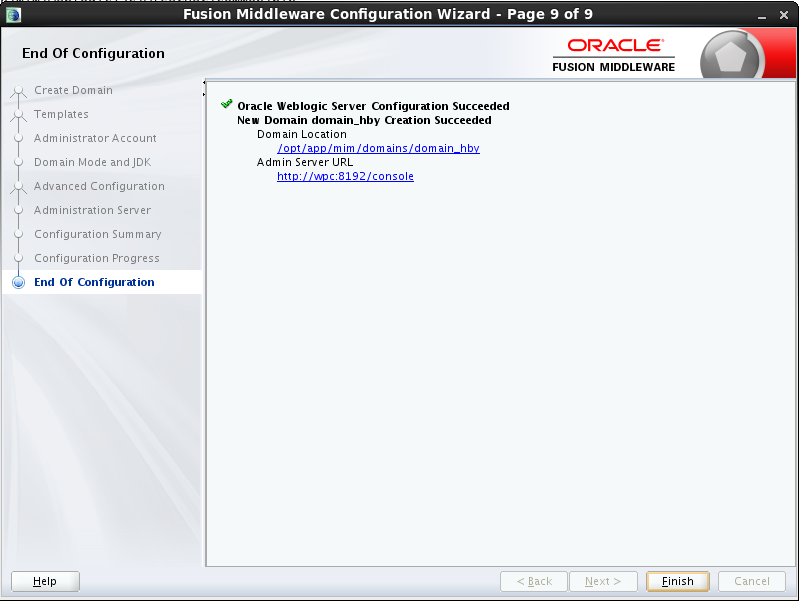 Fusion Middleware Configuration Wizard - Page 9 of 9
End Of Configuration
ORACLE
FUSION MIDDLEWARE
Create Domain
Templates
Administrator Account
Domain Mode and JDK
Advanced Configuration
Administration Server
Configuration Summary
Configuration Progress
End Of Configuration
Oracle Weblogic Server Configuration Succeeded
New Domain domain_hby Creation Succeeded
Domain Location
/opt/app/mim/domains/domain_hby
Admin Server URL
http://wpc:8192/console
Help
< Back
Next >
Finish
Cancel